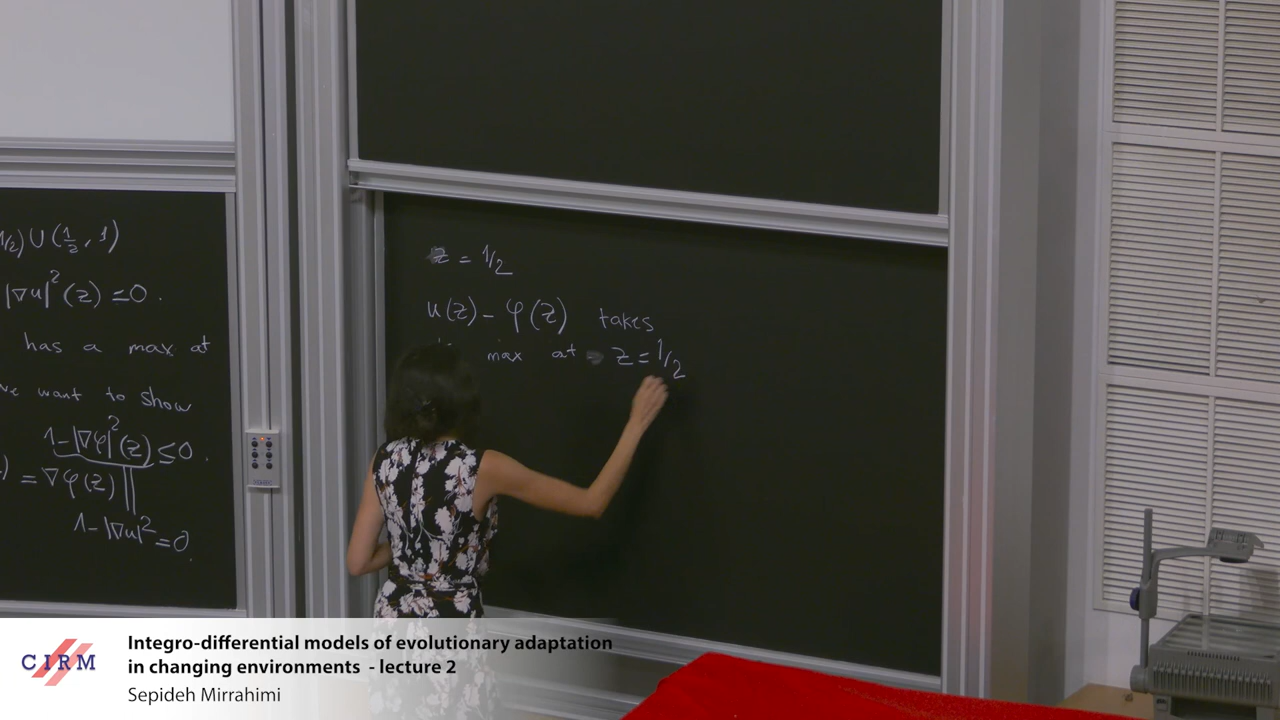 1/2) U(1/2, 1)
|∇u|²(z) ≤ 0.
has a max at
we want to show
1-|∇φ|²(z) ≤ 0.
) = ∇φ(z) ||
1-|∇u|² = 0
z = 1/2
u(z) - φ(z) takes
max at z = 1/2
CIRM
Integro-differential models of evolutionary adaptation
in changing environments - lecture 2
Sepideh Mirrahimi